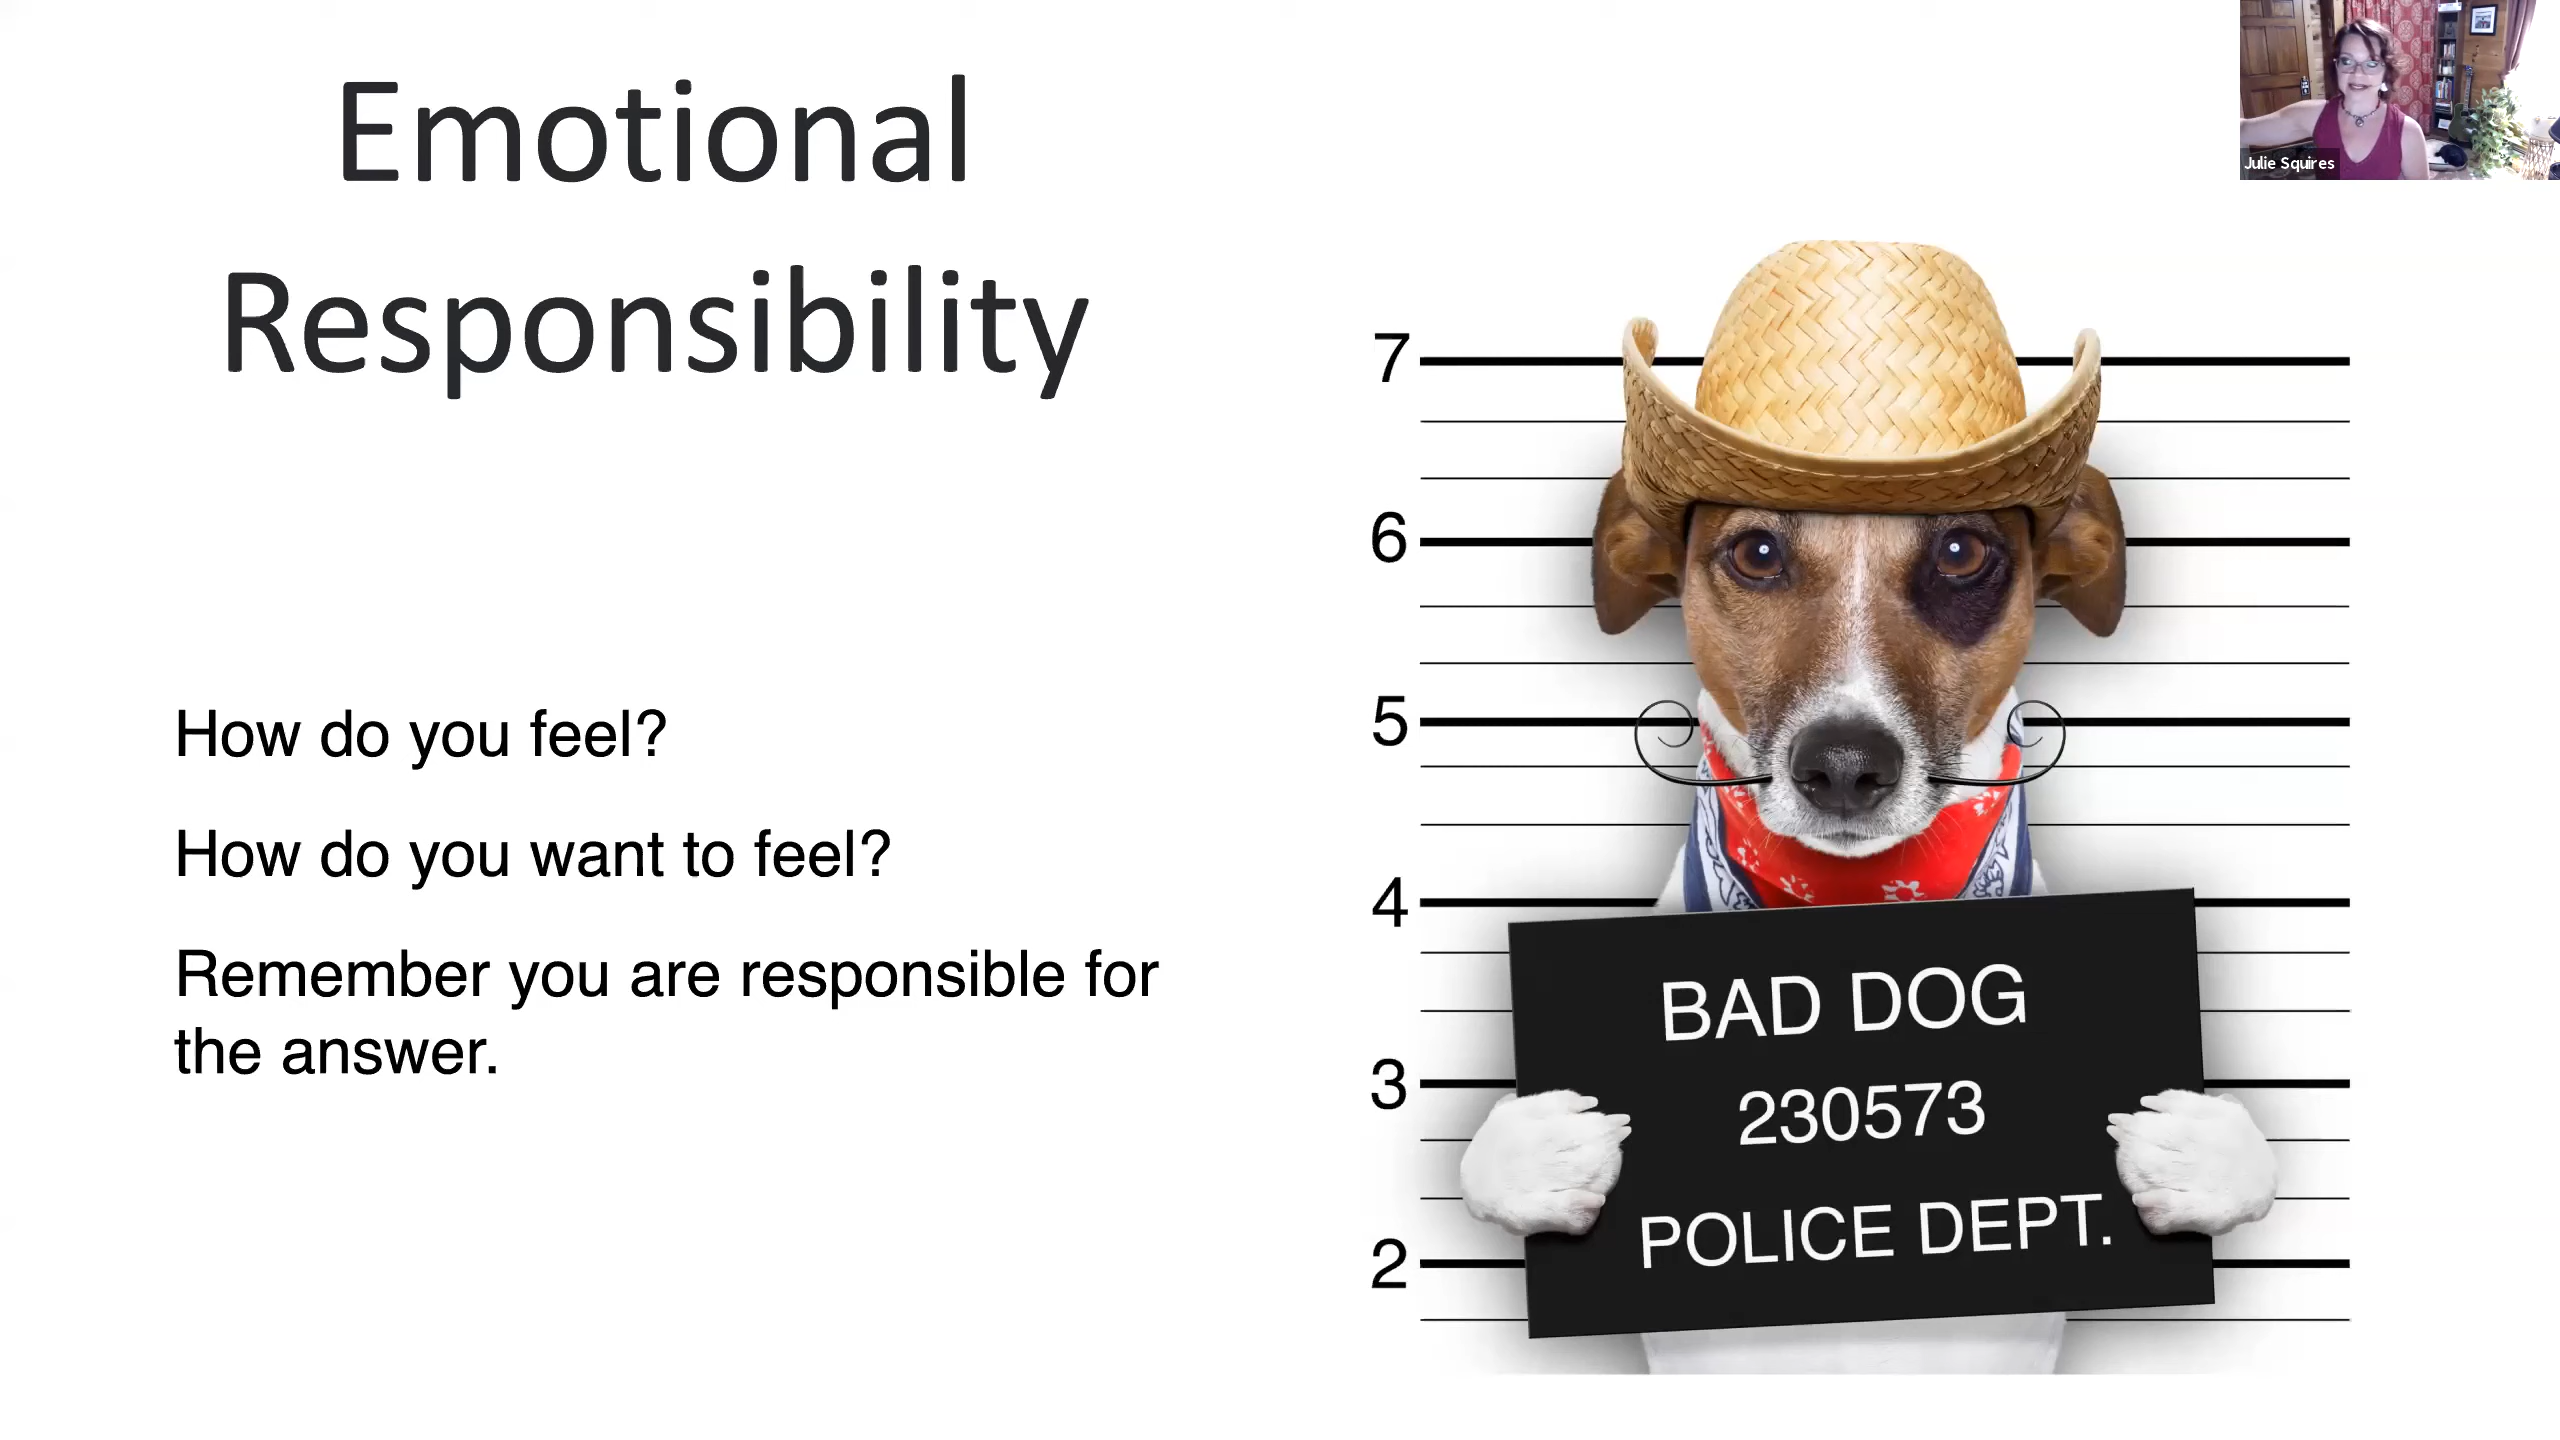 Emotional
Responsibility
How do you feel?
How do you want to feel?
Remember you are responsible for
the answer.
Julie Squires
7
6
5
4
3
2
BAD DOG
230573
POLICE DEPT.